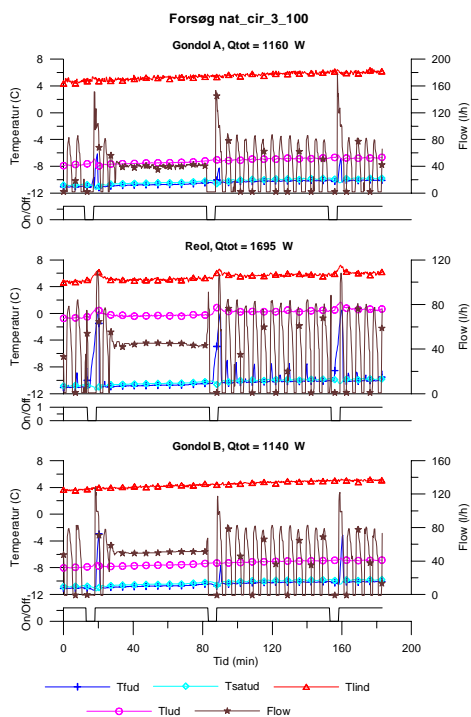 Forsøg nat_cir_3_100
Gondol A, Qtot = 1160 W
Temperatur (C)
8
4
0
-4
-8
-12
Flow (l/h)
200
160
120
80
40
0
On/Off,
0
Reol, Qtot = 1695 W
Temperatur (C)
8
4
0
-4
-8
-12
Flow (l/h)
120
80
40
0
On/Off,
1
0
Gondol B, Qtot = 1140 W
Temperatur (C)
8
4
0
-4
-8
-12
Flow (l/h)
160
120
80
40
0
On/Off,
0
0 40 80 120 160 200
Tid (min)
Tfud Tsatud Tlind
Tlud Flow